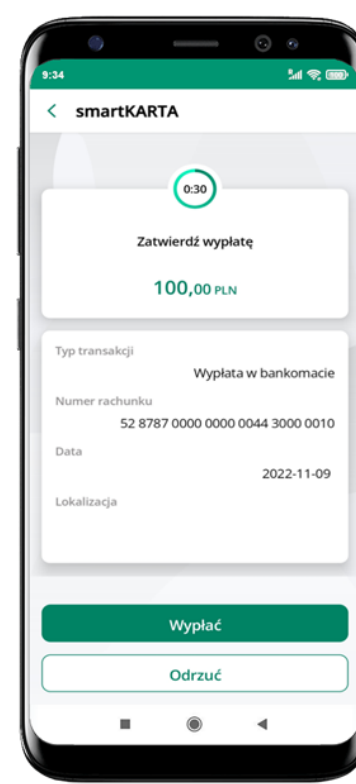 9:34
smartKARTA
0:30
Zatwierdź wypłatę
100,00 PLN
Typ transakcji
Wypłata w bankomacie
Numer rachunku
52 8787 0000 0000 0044 3000 0010
Data
2022-11-09
Lokalizacja
Wypłać
Odrzuć